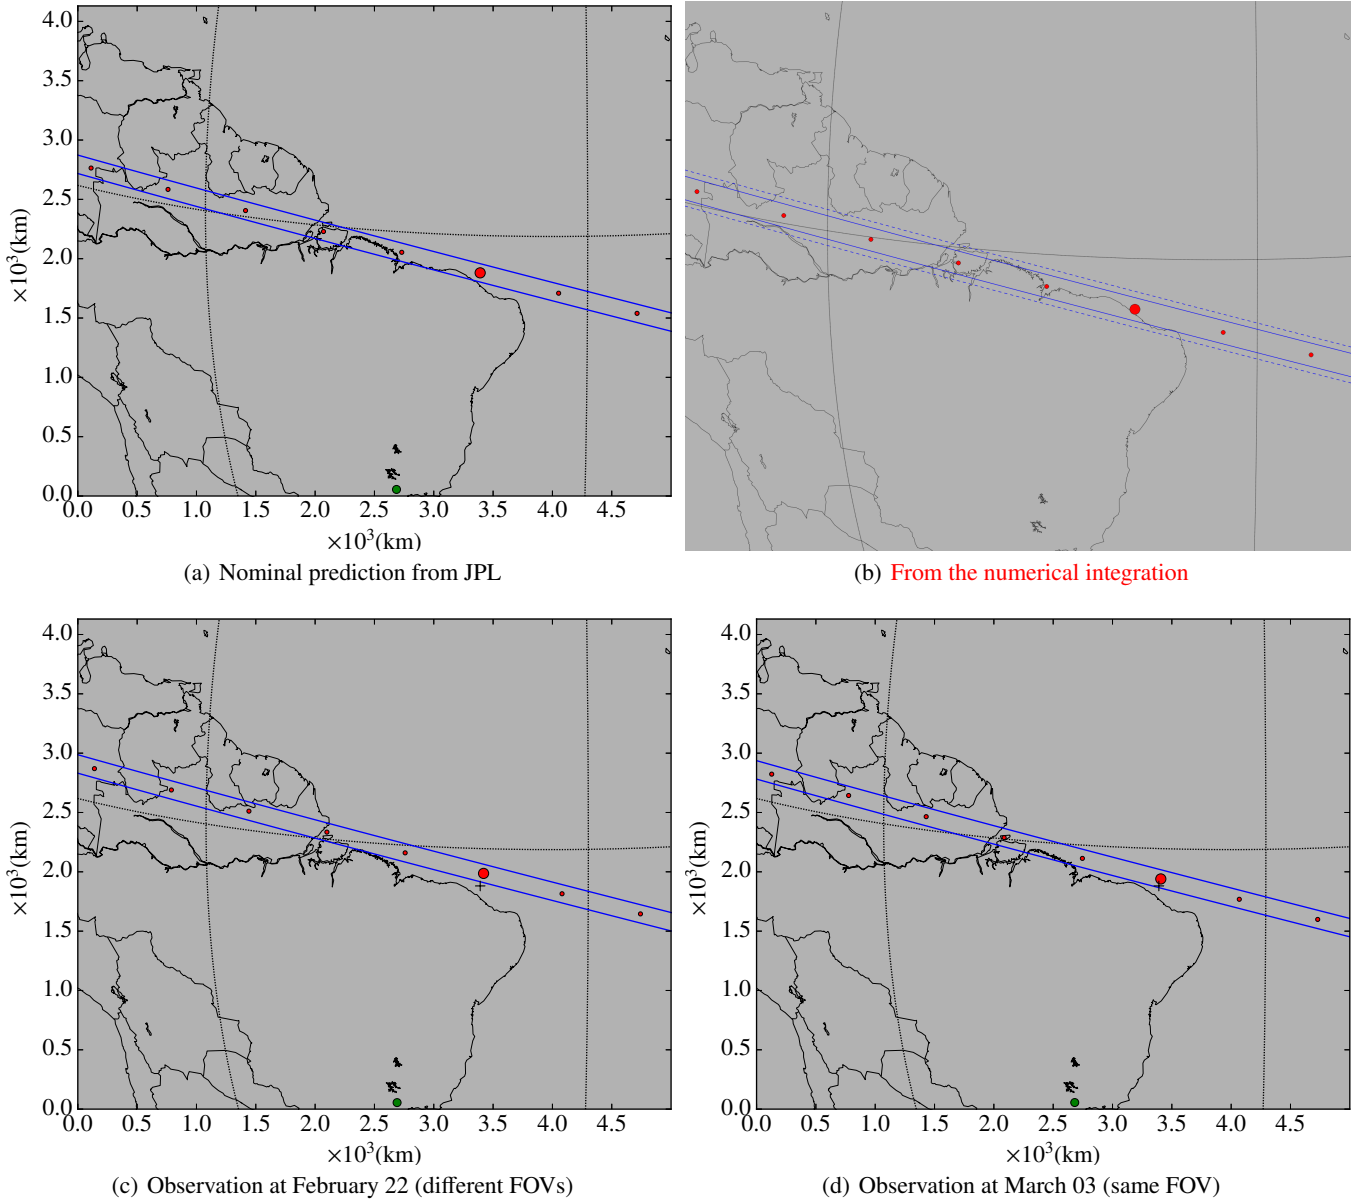 4.0
3.5
3.0
2.5
2.0
1.5
1.0
0.5
0.0
×10³(km)
0.0 0.5 1.0 1.5 2.0 2.5 3.0 3.5 4.0 4.5
×10³(km)
(a) Nominal prediction from JPL
(b) From the numerical integration
4.0
3.5
3.0
2.5
2.0
1.5
1.0
0.5
0.0
×10³(km)
0.0 0.5 1.0 1.5 2.0 2.5 3.0 3.5 4.0 4.5
×10³(km)
(c) Observation at February 22 (different FOVs)
4.0
3.5
3.0
2.5
2.0
1.5
1.0
0.5
0.0
×10³(km)
0.0 0.5 1.0 1.5 2.0 2.5 3.0 3.5 4.0 4.5
×10³(km)
(d) Observation at March 03 (same FOV)